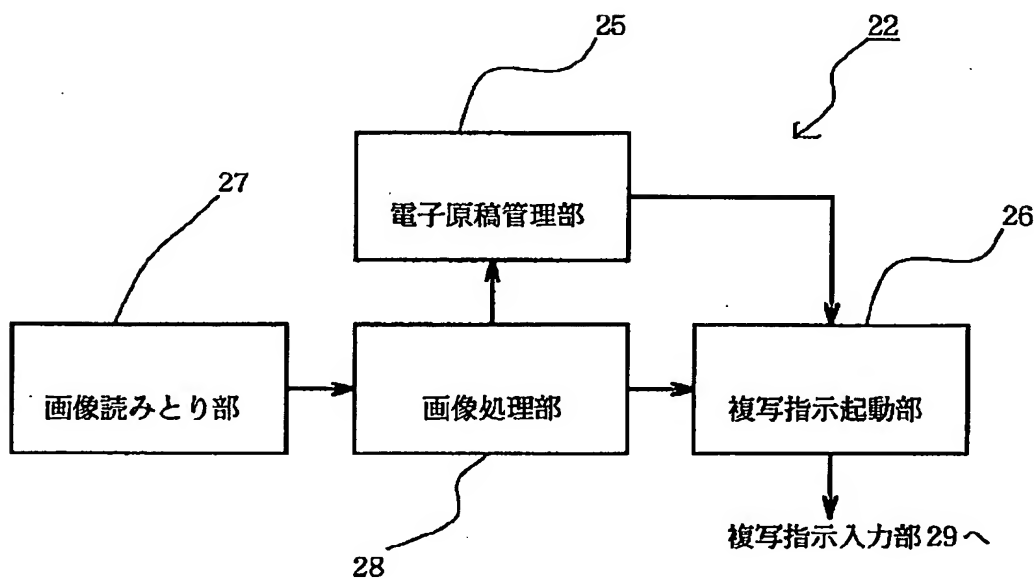 25
22
電子原稿管理部
27
26
画像読みとり部
画像処理部
複写指示起動部
28
複写指示入力部29へ